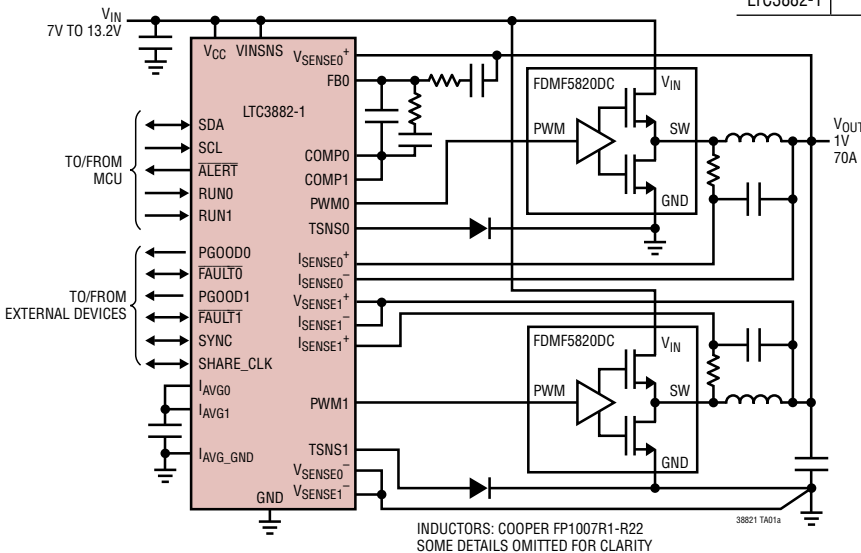 LTC3882-1
VIN
7V TO 13.2V
VCC
VINSNS
VSENSE0+
FB0
LTC3882-1
SDA
SCL
ALERT
RUN0
RUN1
TO/FROM
MCU
PGOOD0
FAULT0
PGOOD1
FAULT1
SYNC
SHARE_CLK
TO/FROM
EXTERNAL DEVICES
IAVG0
IAVG1
IAVG_GND
GND
COMP0
COMP1
PWM0
TSNS0
ISENSE0+
ISENSE0–
VSENSE1+
ISENSE1–
ISENSE1+
PWM1
TSNS1
VSENSE0–
VSENSE1–
FDMF5820DC
VIN
PWM
SW
GND
VOUT
1V
70A
FDMF5820DC
VIN
PWM
SW
GND
38821 TA01a
INDUCTORS: COOPER FP1007R1-R22
SOME DETAILS OMITTED FOR CLARITY